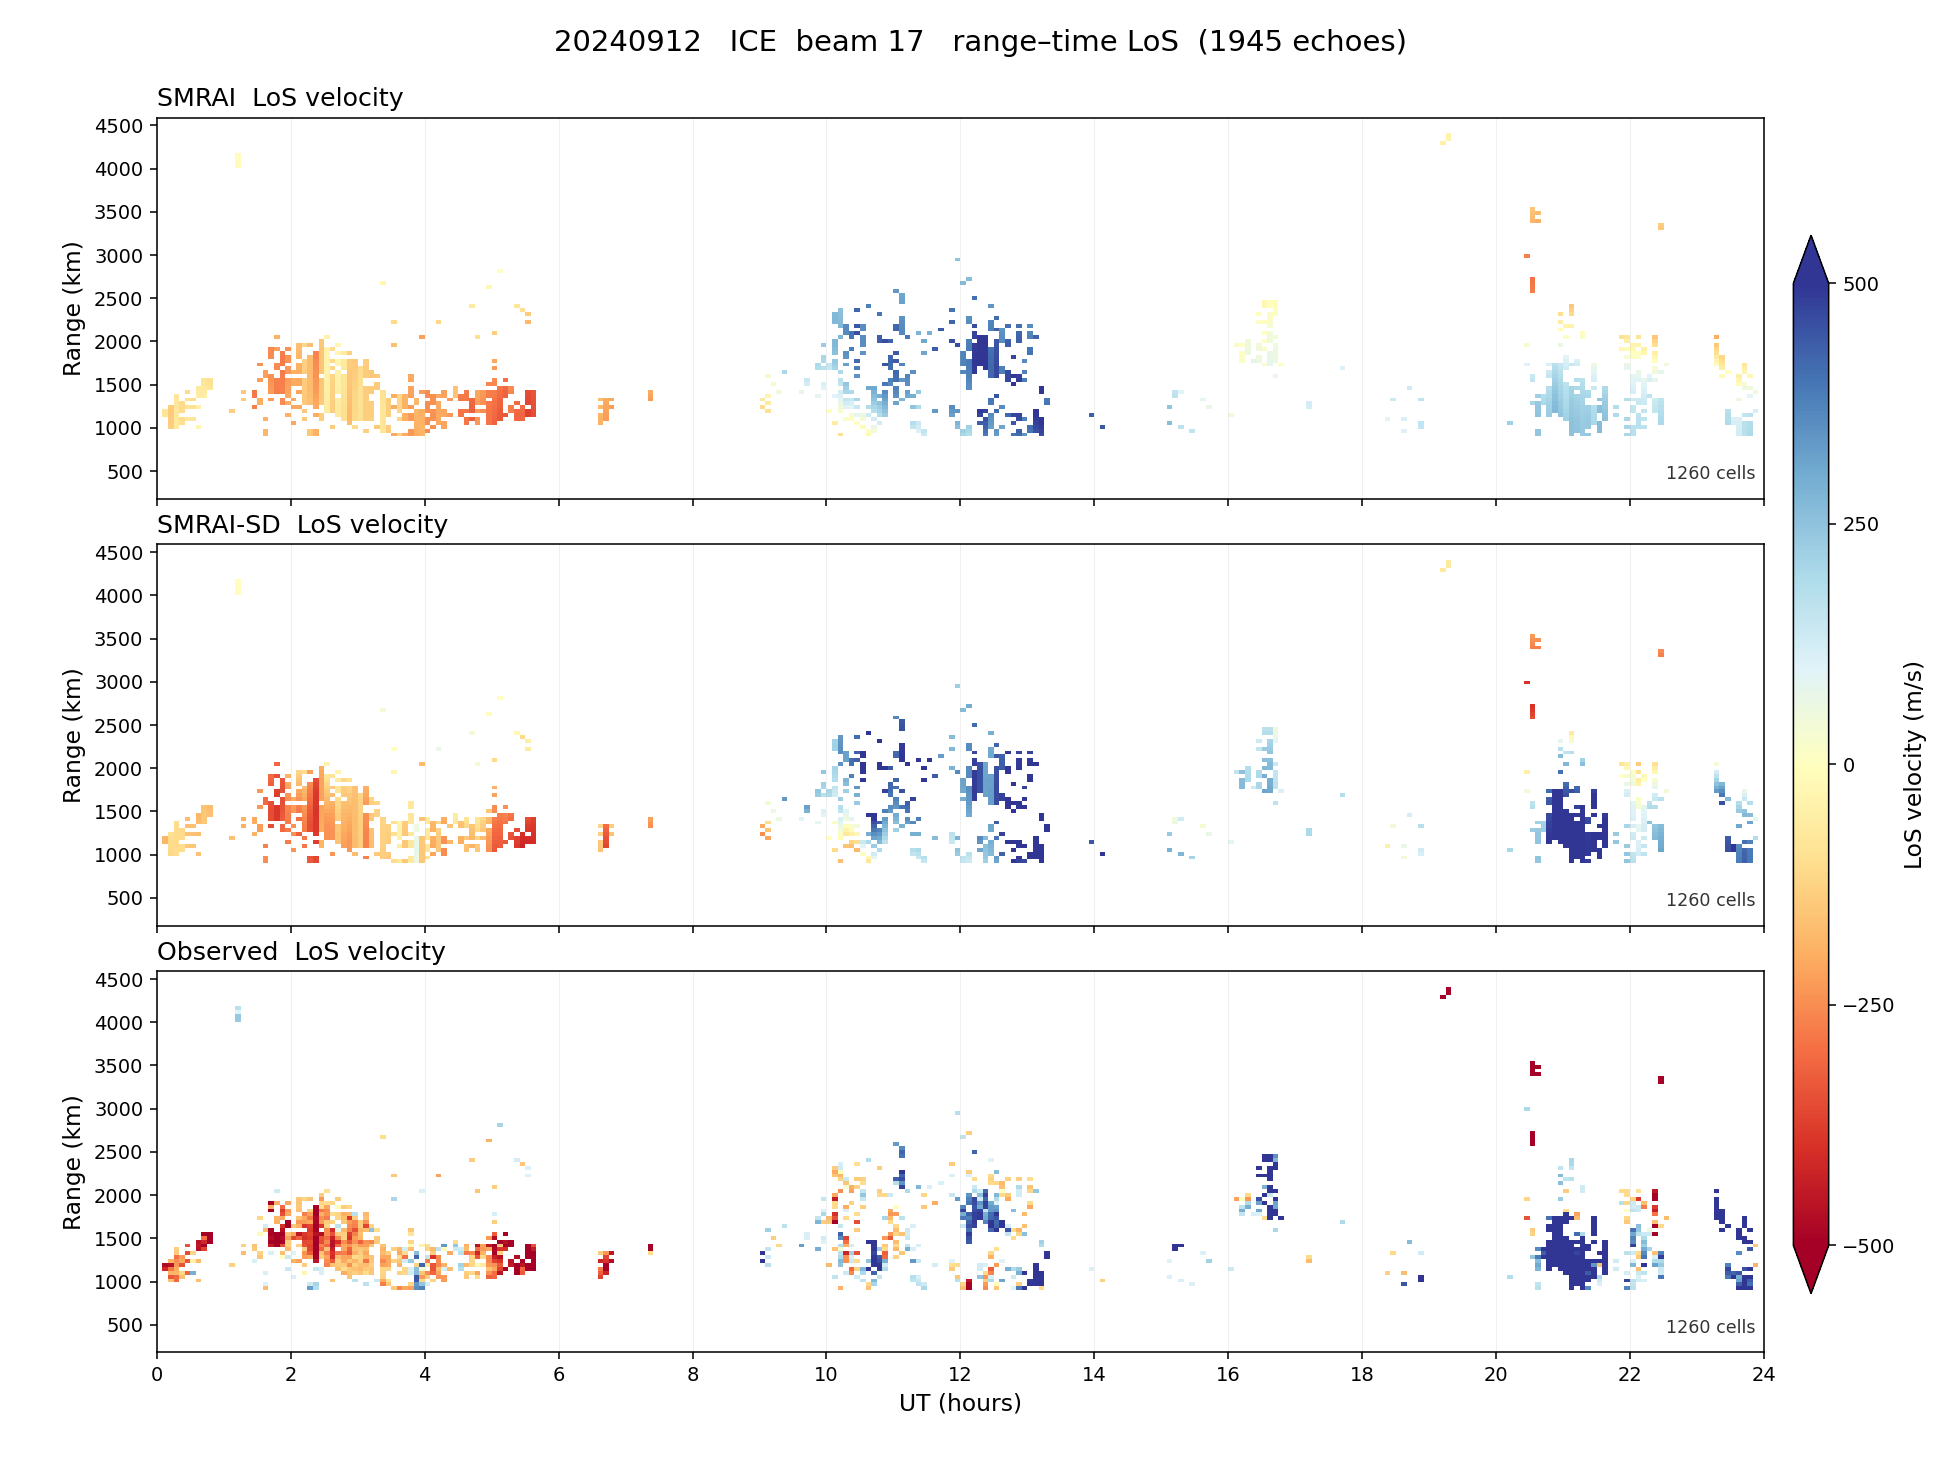 20240912 ICE beam 17 range–time LoS (1945 echoes)
SMRAI LoS velocity
4500
4000
3500
3000
2500
2000
1500
1000
500
Range (km)
1260 cells
SMRAI-SD LoS velocity
4500
4000
3500
3000
2500
2000
1500
1000
500
Range (km)
1260 cells
Observed LoS velocity
4500
4000
3500
3000
2500
2000
1500
1000
500
Range (km)
1260 cells
0 2 4 6 8 10 12 14 16 18 20 22 24
UT (hours)
500
250
0
−250
−500
LoS velocity (m/s)